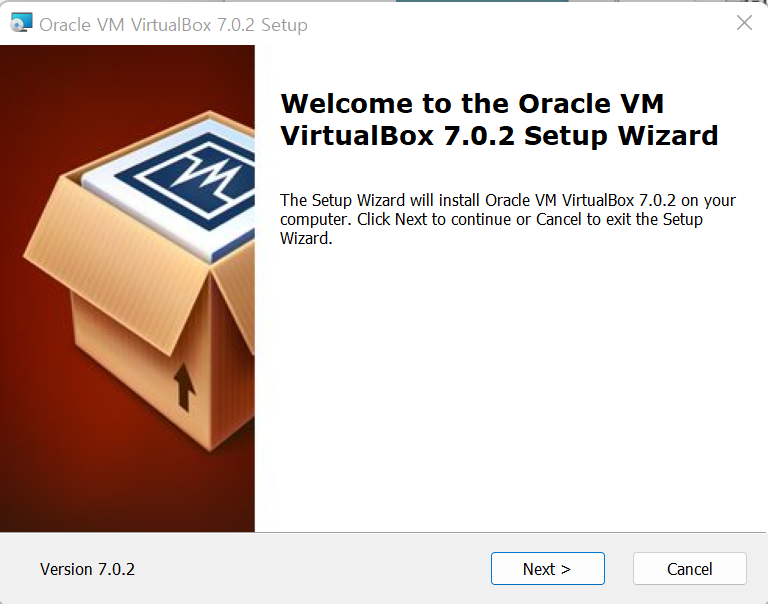 Oracle VM VirtualBox 7.0.2 Setup
Welcome to the Oracle VM
VirtualBox 7.0.2 Setup Wizard
The Setup Wizard will install Oracle VM VirtualBox 7.0.2 on your
computer. Click Next to continue or Cancel to exit the Setup
Wizard.
Version 7.0.2
Next >
Cancel